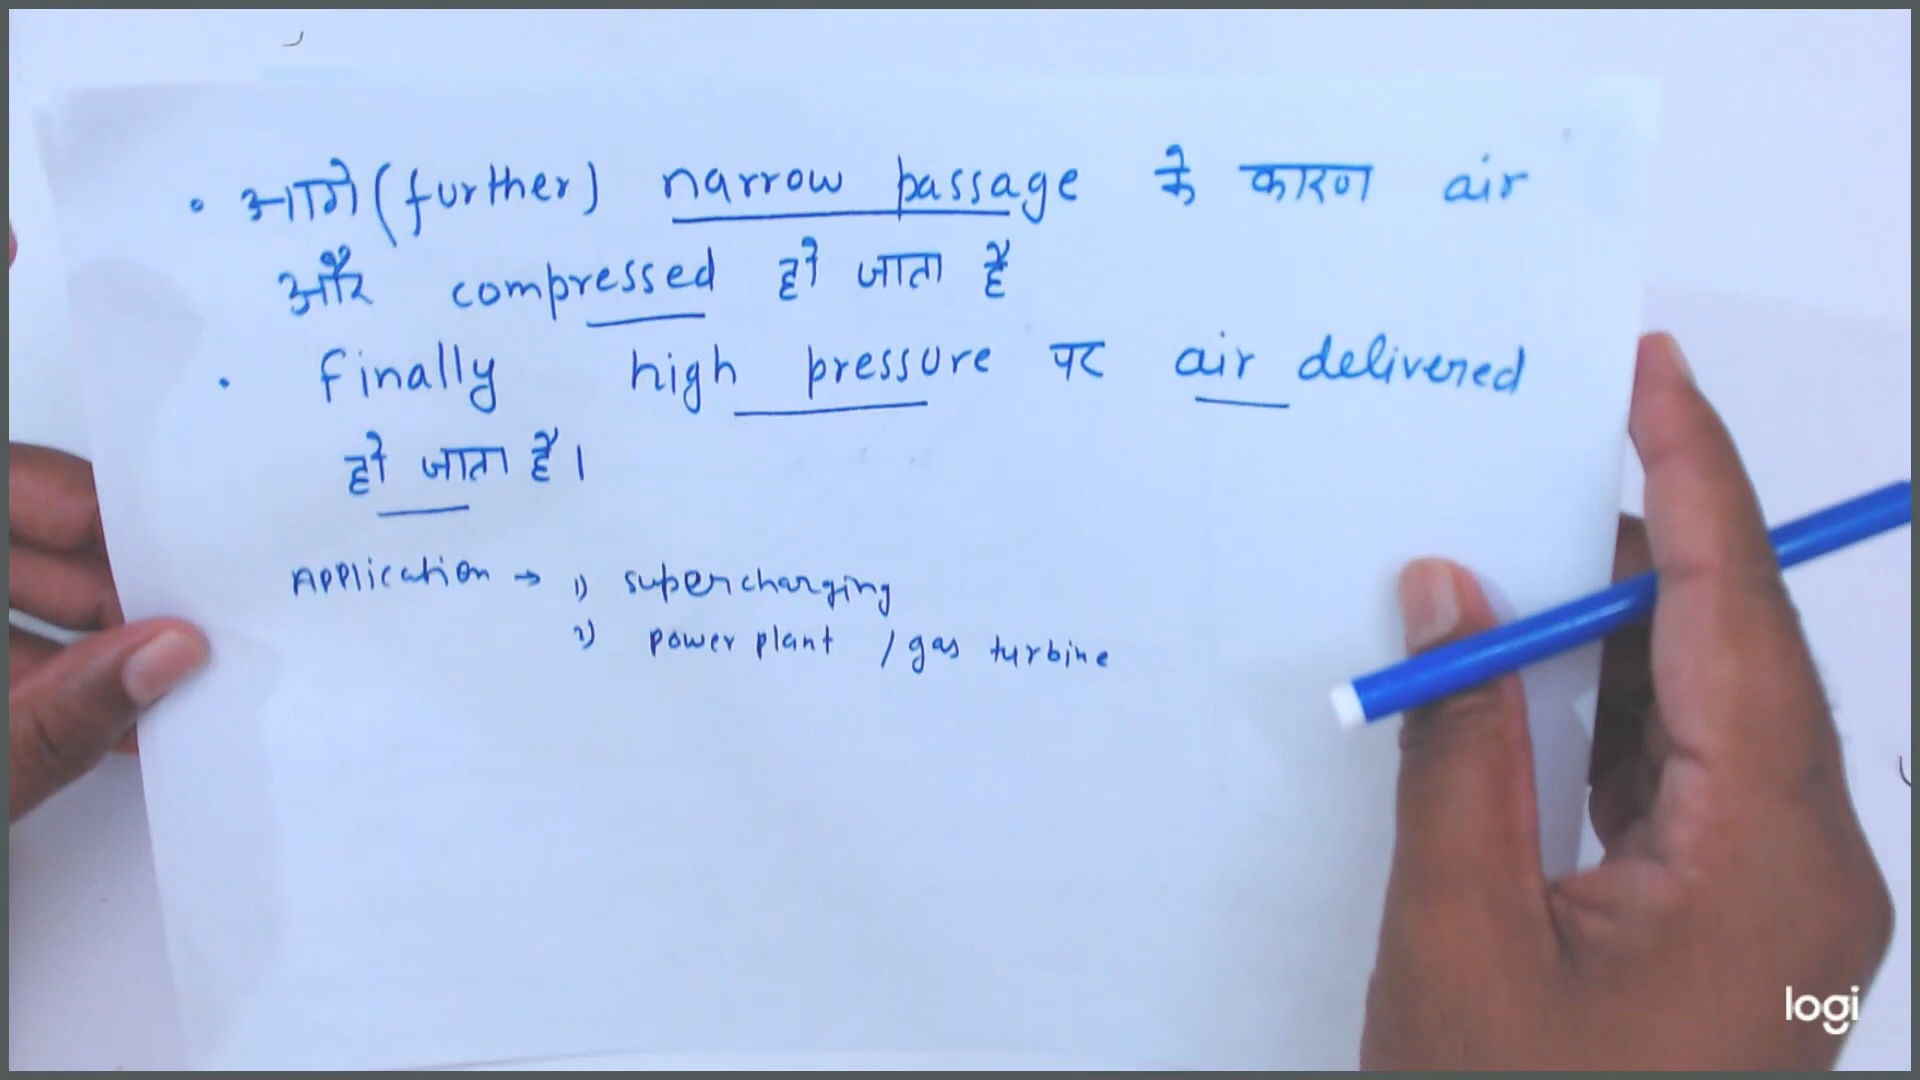 • आगे (further) narrow passage के कारण air
और compressed हो जाता है
• Finally high pressure पर air delivered
हो जाता है।
Application → 1) supercharging
2) power plant / gas turbine
logi